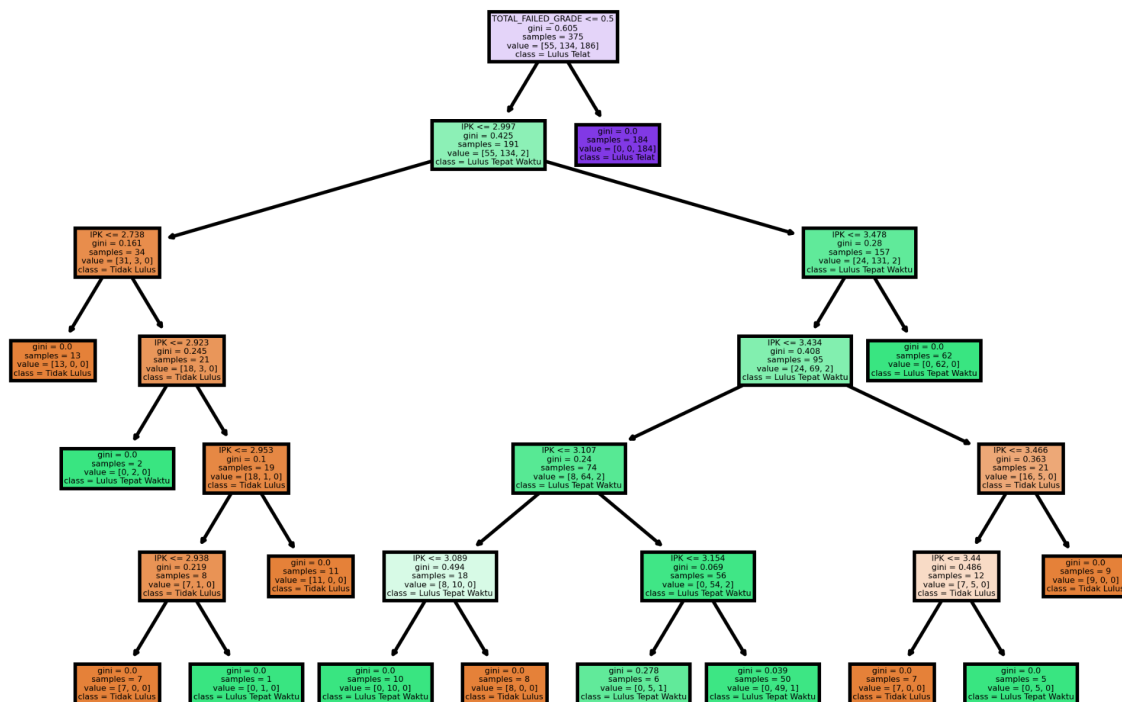 TOTAL_FAILED_GRADE <= 0.5
gini = 0.605
samples = 375
value = [55, 134, 186]
class = Lulus Telat
IPK <= 2.997
gini = 0.425
samples = 191
value = [55, 134, 2]
class = Lulus Tepat Waktu
gini = 0.0
samples = 184
value = [0, 0, 184]
class = Lulus Telat
IPK <= 2.738
gini = 0.161
samples = 34
value = [31, 3, 0]
class = Tidak Lulus
IPK <= 3.478
gini = 0.28
samples = 157
value = [24, 131, 2]
class = Lulus Tepat Waktu
gini = 0.0
samples = 13
value = [13, 0, 0]
class = Tidak Lulus
IPK <= 2.923
gini = 0.245
samples = 21
value = [18, 3, 0]
class = Tidak Lulus
IPK <= 3.434
gini = 0.408
samples = 95
value = [24, 69, 2]
class = Lulus Tepat Waktu
gini = 0.0
samples = 62
value = [0, 62, 0]
class = Lulus Tepat Waktu
gini = 0.0
samples = 2
value = [0, 2, 0]
class = Lulus Tepat Waktu
IPK <= 2.953
gini = 0.1
samples = 19
value = [18, 1, 0]
class = Tidak Lulus
IPK <= 3.107
gini = 0.24
samples = 74
value = [8, 64, 2]
class = Lulus Tepat Waktu
IPK <= 3.466
gini = 0.363
samples = 21
value = [16, 5, 0]
class = Tidak Lulus
IPK <= 2.938
gini = 0.219
samples = 8
value = [7, 1, 0]
class = Tidak Lulus
gini = 0.0
samples = 11
value = [11, 0, 0]
class = Tidak Lulus
IPK <= 3.089
gini = 0.494
samples = 18
value = [8, 10, 0]
class = Lulus Tepat Waktu
IPK <= 3.154
gini = 0.069
samples = 56
value = [0, 54, 2]
class = Lulus Tepat Waktu
IPK <= 3.44
gini = 0.486
samples = 12
value = [7, 5, 0]
class = Tidak Lulus
gini = 0.0
samples = 9
value = [9, 0, 0]
class = Tidak Lulus
gini = 0.0
samples = 7
value = [7, 0, 0]
class = Tidak Lulus
gini = 0.0
samples = 1
value = [0, 1, 0]
class = Lulus Tepat Waktu
gini = 0.0
samples = 10
value = [0, 10, 0]
class = Lulus Tepat Waktu
gini = 0.0
samples = 8
value = [8, 0, 0]
class = Tidak Lulus
gini = 0.278
samples = 6
value = [0, 5, 1]
class = Lulus Tepat Waktu
gini = 0.039
samples = 50
value = [0, 49, 1]
class = Lulus Tepat Waktu
gini = 0.0
samples = 7
value = [7, 0, 0]
class = Tidak Lulus
gini = 0.0
samples = 5
value = [0, 5, 0]
class = Lulus Tepat Waktu